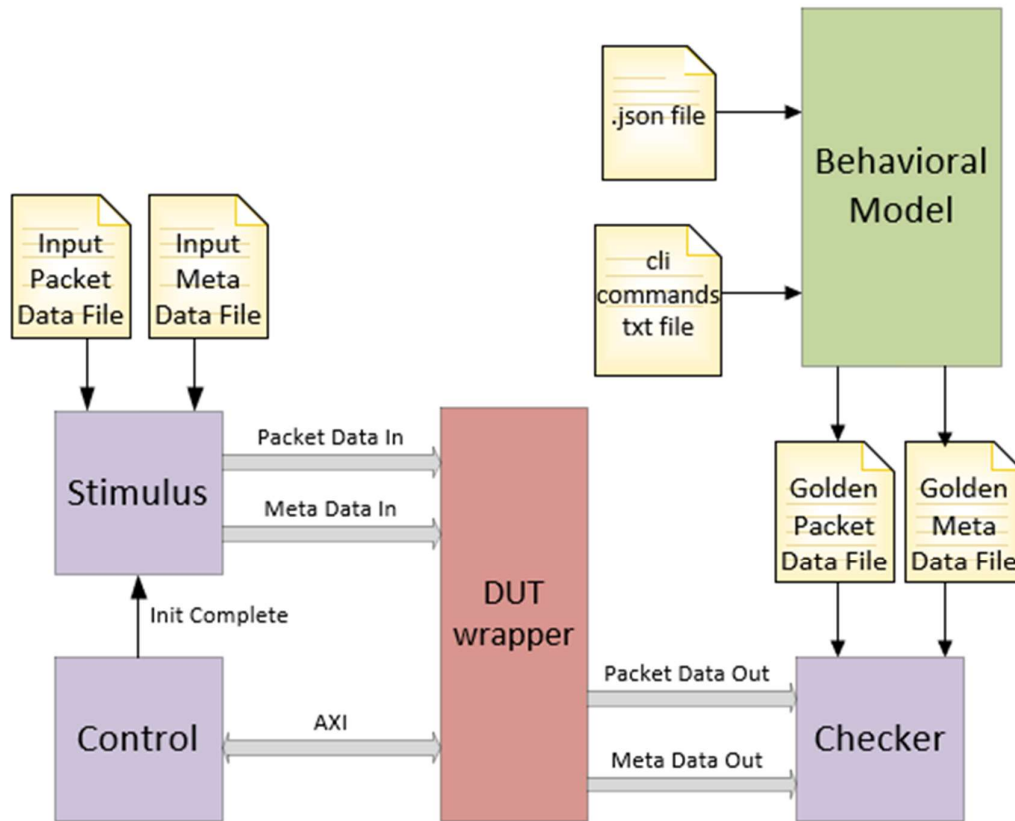 .json file
Behavioral
Model
Input
Packet
Data File
Input
Meta
Data File
cli
commands
txt file
Stimulus
Packet Data In
Meta Data In
DUT
wrapper
Golden
Packet
Data File
Golden
Meta
Data File
Init Complete
Control
AXI
Packet Data Out
Meta Data Out
Checker